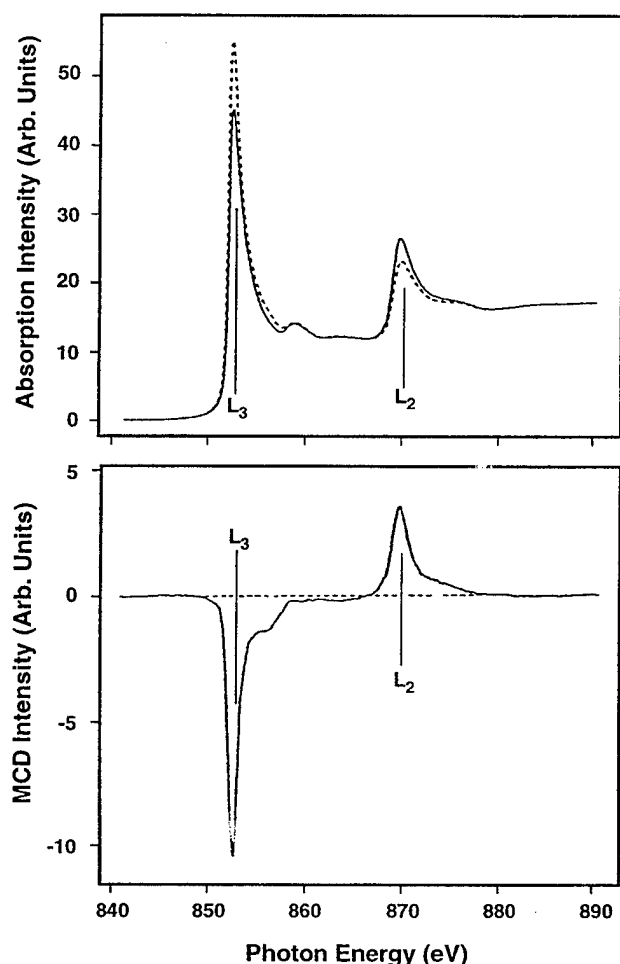 Absorption Intensity (Arb. Units)
50
40
30
20
10
0
L3
L2
MCD Intensity (Arb. Units)
5
0
-5
-10
L3
L2
840 850 860 870 880 890
Photon Energy (eV)